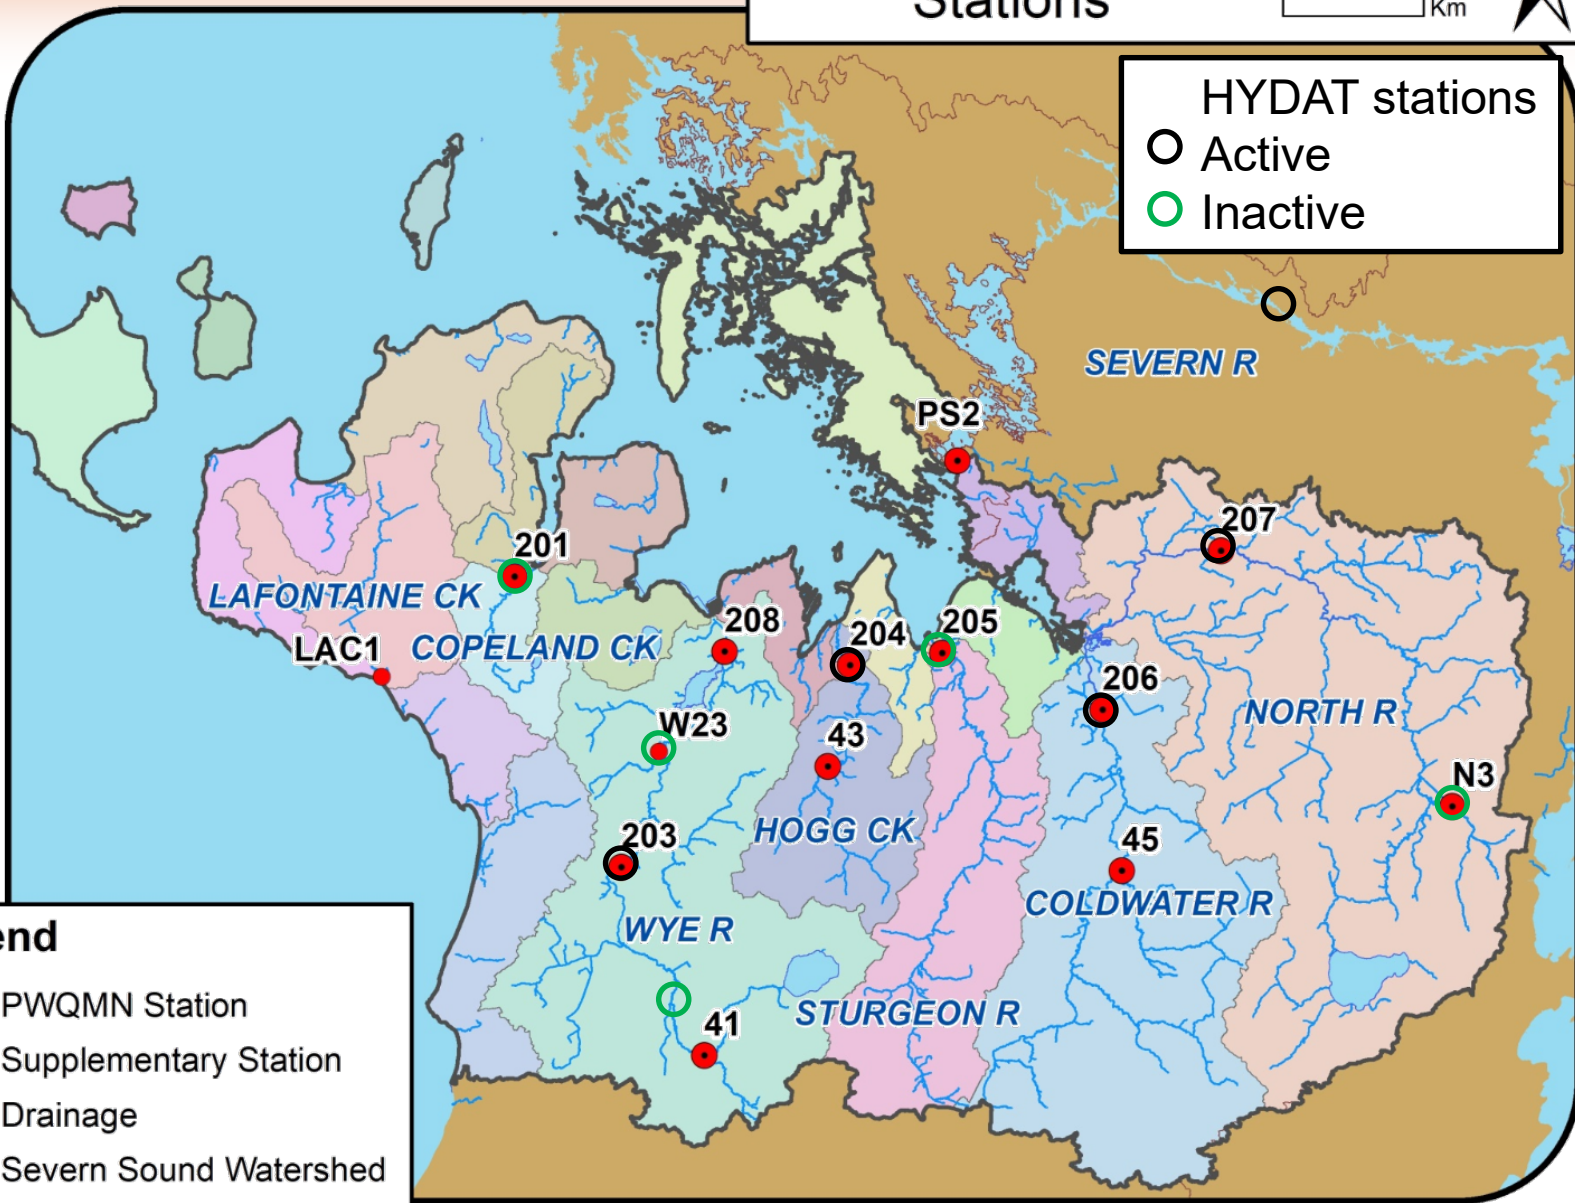 Stations
Km
HYDAT stations
Active
Inactive
SEVERN R
PS2
207
201
LAFONTAINE CK
208
204
205
LAC1
COPELAND CK
206
W23
43
NORTH R
N3
203
HOGG CK
45
COLDWATER R
WYE R
STURGEON R
41
end
PWQMN Station
Supplementary Station
Drainage
Severn Sound Watershed